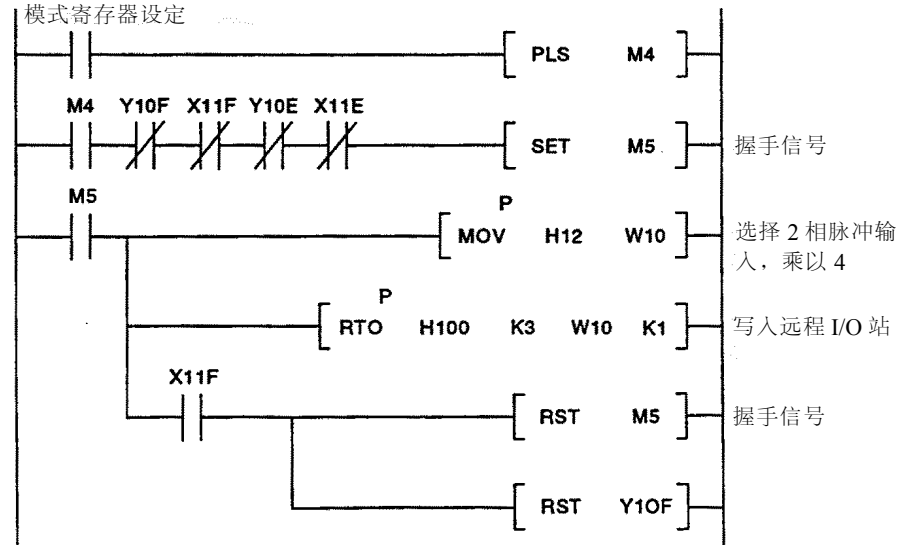 模式寄存器设定
PLS M4
M4 Y10F X11F Y10E X11E
SET M5 握手信号
M5
P
MOV H12 W10 选择 2 相脉冲输
入，乘以 4
P
RTO H100 K3 W10 K1 写入远程 I/O 站
X11F
RST M5 握手信号
RST Y1OF